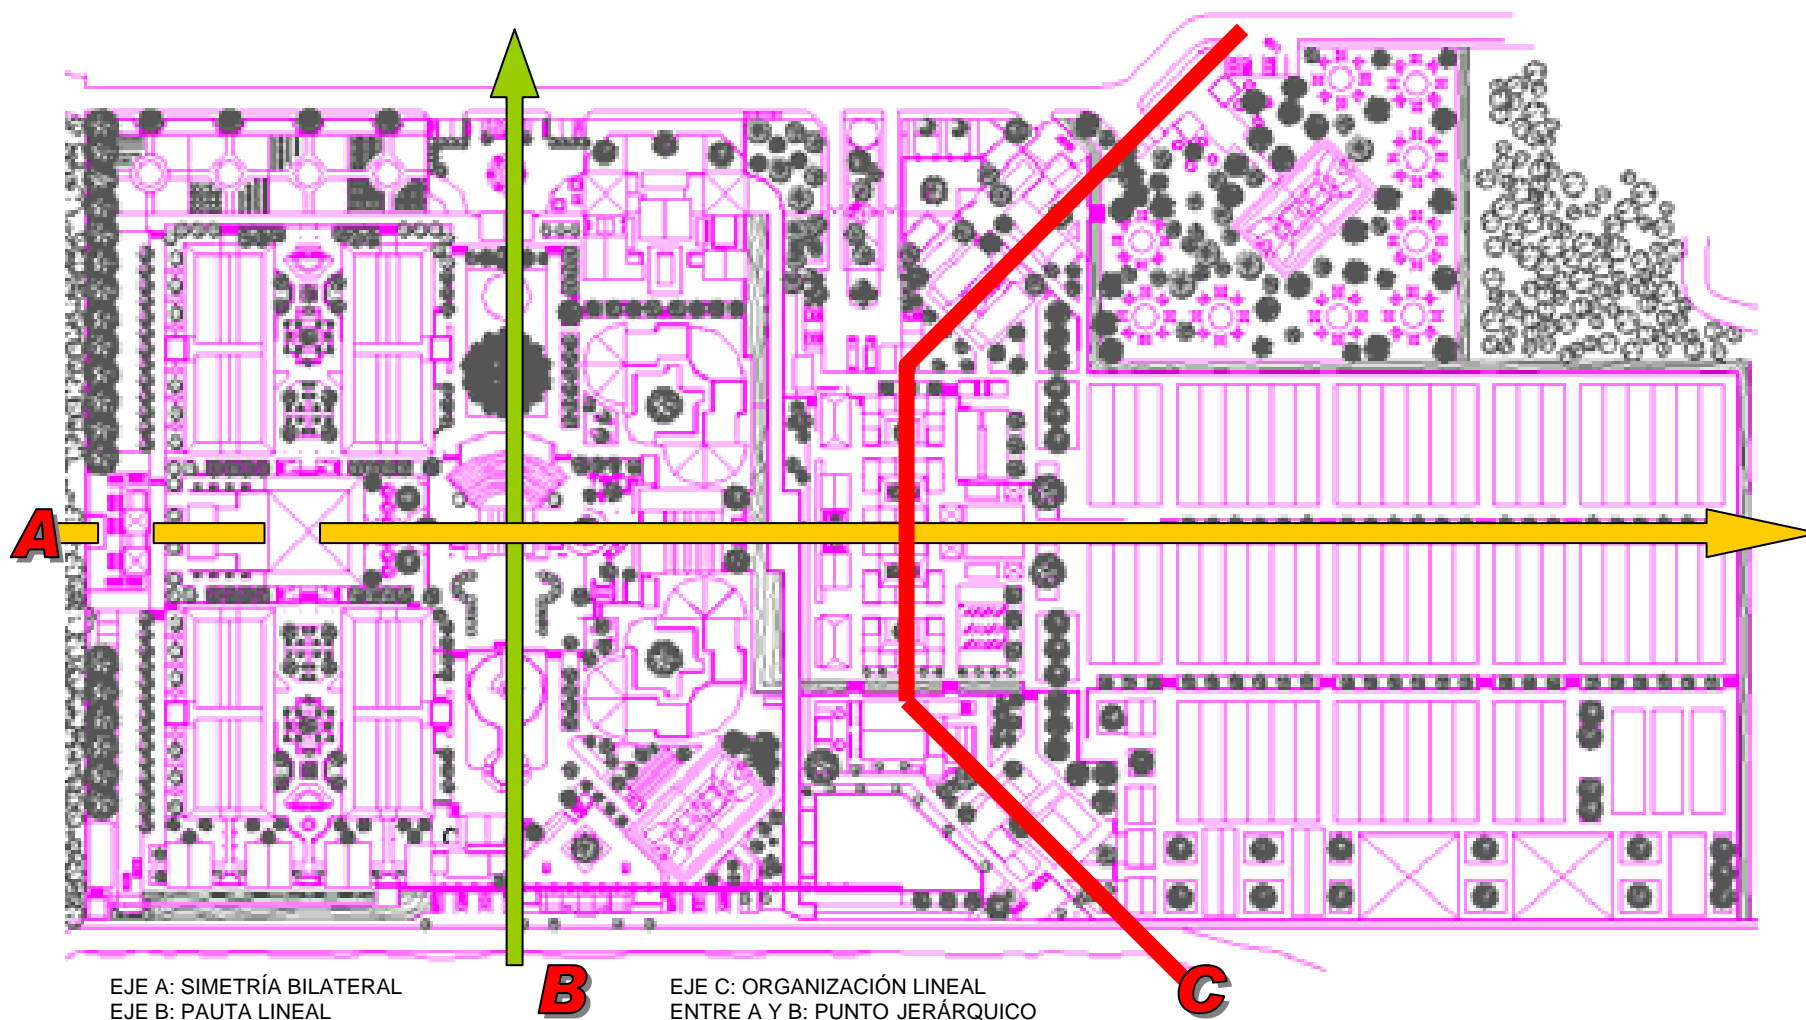 A
B
C
EJE A: SIMETRÍA BILATERAL
EJE B: PAUTA LINEAL
EJE C: ORGANIZACIÓN LINEAL
ENTRE A Y B: PUNTO JERÁRQUICO